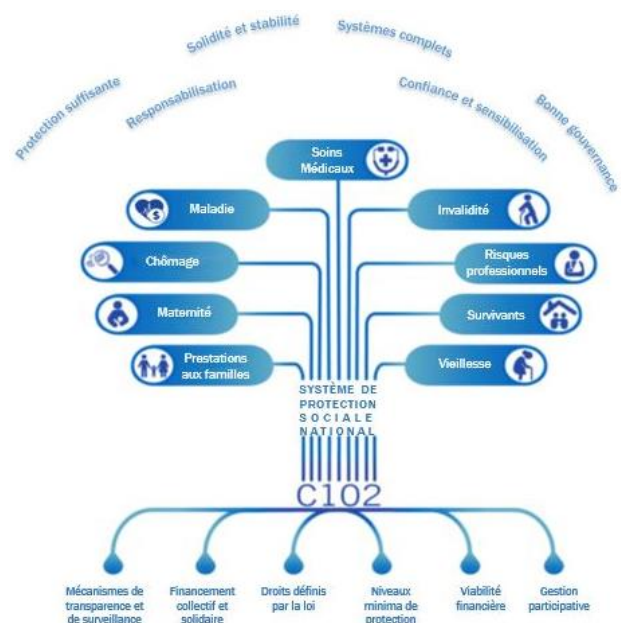 Solidité et stabilité
Systèmes complets
Protection suffisante
Responsabilisation
Confiance et sensibilisation
Bonne gouvernance
Soins
Médicaux
Maladie
Invalidité
Chômage
Risques
professionnels
Maternité
Survivants
Prestations
aux familles
Vieillesse
SYSTÈME DE
PROTECTION
SOCIALE
NATIONAL
C102
Mécanismes de
transparence et
de surveillance
Financement
collectif et
solidaire
Droits définis
par la loi
Niveaux
minima de
protection
Viabilité
financière
Gestion
participative